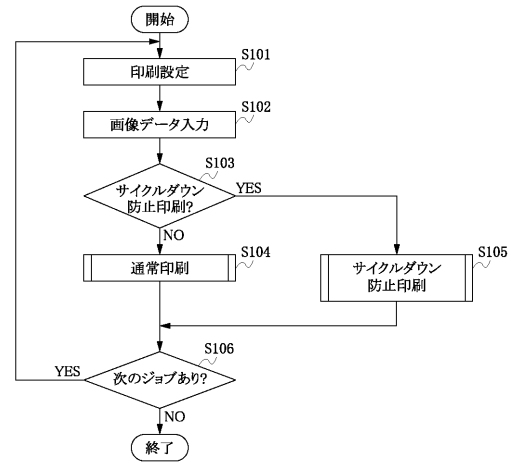 開始
S101
印刷設定
S102
画像データ入力
S103
サイクルダウン
防止印刷?
YES
NO
S104
通常印刷
S105
サイクルダウン
防止印刷
S106
次のジョブあり?
YES
NO
終了